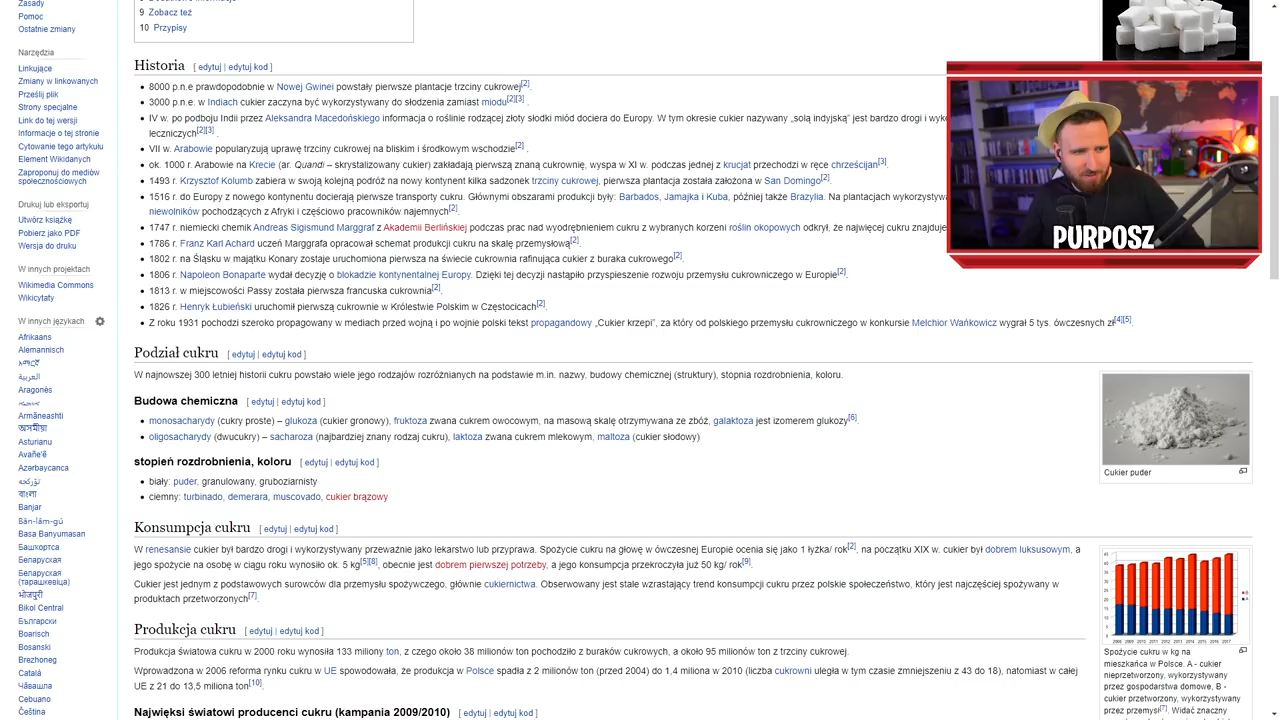 Zasady
Pomoc
Ostatnie zmiany
Narzędzia
Linkujące
Zmiany w linkowanych
Prześlij plik
Strony specjalne
Link do tej wersji
Informacje o tej stronie
Cytowanie tego artykułu
Element Wikidanych
Zaproponuj do mediów
społecznościowych
Drukuj lub eksportuj
Utwórz książkę
Pobierz jako PDF
Wersja do druku
W innych projektach
Wikimedia Commons
Wikicytaty
W innych językach
Afrikaans
Alemannisch
አማርኛ
العربية
Aragonés
Armãneashti
অসমীয়া
Asturianu
Azərbaycanca
تۆرکجه
বাংলা
Banjar
Bân-lâm-gú
Basa Banyumasan
Башҡортса
Беларуская
Беларуская
(тарашкевіца)
भोजपुरी
Bikol Central
Български
Boarisch
Bosanski
Brezhoneg
Català
Чӑвашла
Cebuano
Čeština
9 Zobacz też
10 Przypisy
Historia [ edytuj | edytuj kod ]
8000 p.n.e prawdopodobnie w Nowej Gwinei powstały pierwsze plantacje trzciny cukrowej[2].
3000 p.n.e. w Indiach cukier zaczyna być wykorzystywany do słodzenia zamiast miodu[2][3] .
IV w. po podboju Indii przez Aleksandra Macedońskiego informacja o roślinie rodzącej złoty słodki miód dociera do Europy. W tym okresie cukier nazywany „solą indyjską” jest bardzo drogi i
leczniczych[2][3] .
VII w. Arabowie popularyzują uprawę trzciny cukrowej na bliskim i środkowym wschodzie[2] .
ok. 1000 r. Arabowie na Krecie (ar. Quandi – skrystalizowany cukier) zakładają pierwszą znaną cukrownię, wyspa w XI w. podczas jednej z krucjat przechodzi w ręce chrześcijan[3].
1493 r. Krzysztof Kolumb zabiera w swoją kolejną podróż na nowy kontynent kilka sadzonek trzciny cukrowej, pierwsza plantacja została założona w San Domingo[2].
1516 r. do Europy z nowego kontynentu docierają pierwsze transporty cukru. Głównymi obszarami produkcji były: Barbados, Jamajka i Kuba, później także Brazylia. Na plantacjach wykorzysty
niewolników pochodzących z Afryki i częściowo pracowników najemnych[2].
1747 r. niemiecki chemik Andreas Sigismund Marggraf z Akademii Berlińskiej podczas prac nad wyodrębnieniem cukru z wybranych korzeni roślin okopowych odkrył, że najwięcej cukru znajduje
1786 r. Franz Karl Achard uczeń Marggrafa opracował schemat produkcji cukru na skalę przemysłową[2].
1802 na Śląsku w majątku Konary zostaje uruchomiona pierwsza na świecie cukrownia rafinująca cukier z buraka cukrowego[2].
1806 r. Napoleon Bonaparte wydał decyzję o blokadzie kontynentalnej Europy. Dzięki tej decyzji nastąpiło przyspieszenie rozwoju przemysłu cukrowniczego w Europie[2].
1813 r. w miejscowości Passy została pierwsza francuska cukrownia[2].
1826 r. Henryk Łubieński uruchomił pierwszą cukrownie w Królestwie Polskim w Częstocicach[2].
Z roku 1931 pochodzi szeroko propagowany w mediach przed wojną i po wojnie polski tekst propagandowy „Cukier krzepi”, za który od polskiego przemysłu cukrowniczego w konkursie Melchior Wańkowicz wygrał 5 tys. ówczesnych zł[4][5].
PURPOSZ
Podział cukru [ edytuj | edytuj kod ]
W najnowszej 300 letniej historii cukru powstało wiele jego rodzajów rozróżnianych na podstawie m.in. nazwy, budowy chemicznej (struktury), stopnia rozdrobnienia, koloru.
Budowa chemiczna [ edytuj | edytuj kod ]
monosacharydy (cukry proste) – glukoza (cukier gronowy), fruktoza zwana cukrem owocowym, na masową skalę otrzymywana ze zbóż, galaktoza jest izomerem glukozy[6].
oligosacharydy (dwucukry) – sacharoza (najbardziej znany rodzaj cukru), laktoza zwana cukrem mlekowym, maltoza (cukier słodowy)
stopień rozdrobnienia, koloru [ edytuj | edytuj kod ]
biały: puder, granulowany, gruboziarnisty
ciemny: turbinado, demerara, muscovado, cukier brązowy
Cukier puder
Konsumpcja cukru [ edytuj | edytuj kod ]
W renesansie cukier był bardzo drogi i wykorzystywany przeważnie jako lekarstwo lub przyprawa. Spożycie cukru na głowę w ówczesnej Europie ocenia się jako 1 łyżka/ rok[2], na początku XIX w. cukier był dobrem luksusowym, a
jego spożycie na osobę w ciągu roku wynosiło ok. 5 kg[5][8], obecnie jest dobrem pierwszej potrzeby, a jego konsumpcja przekroczyła już 50 kg/ rok[9].
Cukier jest jednym z podstawowych surowców dla przemysłu spożywczego, głównie cukiernictwa. Obserwowany jest stale wzrastający trend konsumpcji cukru przez polskie społeczeństwo, który jest najczęściej spożywany w
produktach przetworzonych[7].
Produkcja cukru [ edytuj | edytuj kod ]
Produkcja światowa cukru w 2000 roku wynosiła 133 miliony ton, z czego około 38 milionów ton pochodziło z buraków cukrowych, a około 95 milionów ton z trzciny cukrowej.
Wprowadzona w 2006 reforma rynku cukru w UE spowodowała, że produkcja w Polsce spadła z 2 milionów ton (przed 2004) do 1,4 miliona w 2010 (liczba cukrowni uległa w tym czasie zmniejszeniu z 43 do 18), natomiast w całej
UE z 21 do 13,5 miliona ton[10].
Najwięksi światowi producenci cukru (kampania 2009/2010) [ edytuj | edytuj kod ]
Spożycie cukru w kg na
mieszkańca w Polsce. A - cukier
nieprzetworzony, wykorzystywany
przez gospodarstwa domowe, B -
cukier przetworzony, wykorzystywany
przez przemysł[7]. Widać znaczny